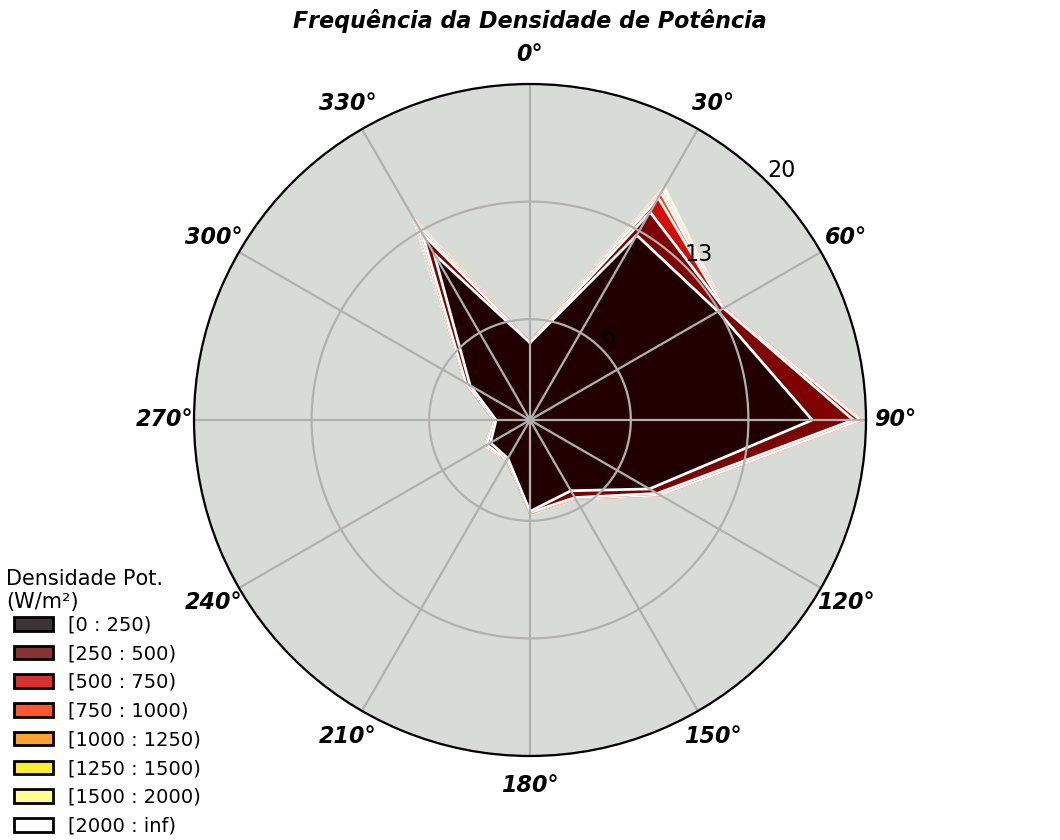 Frequência da Densidade de Potência
0°
30°
60°
90°
120°
150°
180°
210°
240°
270°
300°
330°
20
13
6
Densidade Pot.
(W/m²)
[0 : 250)
[250 : 500)
[500 : 750)
[750 : 1000)
[1000 : 1250)
[1250 : 1500)
[1500 : 2000)
[2000 : inf)